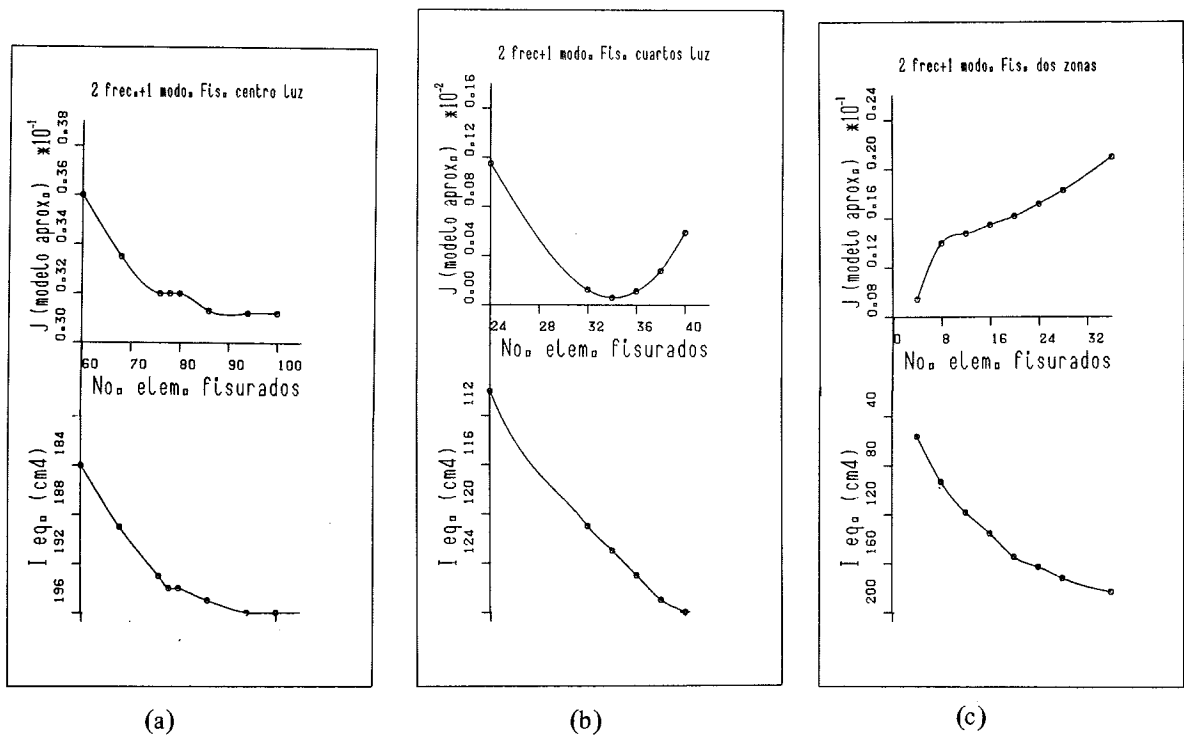 2 frec.+1 modo. Fis. centro luz
J (modelo aprox.) *10⁻¹
0.30 0.32 0.34 0.36 0.38
60 70 80 90 100
No. elem. fisurados
I eq. (cm4)
184 188 192 196
(a)
2 frec+1 modo. Fis. cuartos luz
J (modelo aprox.) *10⁻²
0.00 0.04 0.08 0.12 0.16
24 28 32 36 40
No. elem. fisurados
I eq. (cm4)
112 116 120 124
(b)
2 frec+1 modo. Fis. dos zonas
J (modelo aprox.) *10⁻¹
0.08 0.12 0.16 0.20 0.24
0 8 16 24 32
No. elem. fisurados
I eq. (cm4)
40 80 120 160 200
(c)